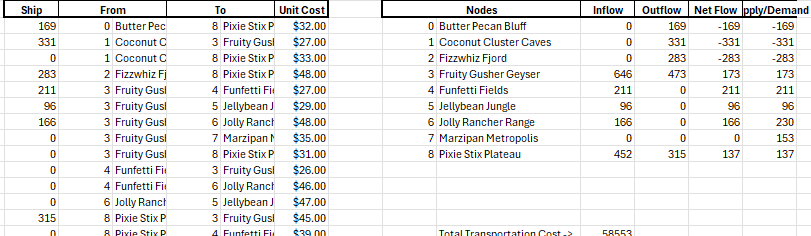 Ship From To Unit Cost Nodes Inflow Outflow Net Flow pply/Demand
169 0 Butter Pec 8 Pixie Stix P $32.00 0 Butter Pecan Bluff 0 169 -169 -169
331 1 Coconut C 3 Fruity Gusl $27.00 1 Coconut Cluster Caves 0 331 -331 -331
0 1 Coconut C 8 Pixie Stix P $33.00 2 Fizzwhiz Fjord 0 283 -283 -283
283 2 Fizzwhiz Fj 8 Pixie Stix P $48.00 3 Fruity Gusher Geyser 646 473 173 173
211 3 Fruity Gusl 4 Funfetti Fie $27.00 4 Funfetti Fields 211 0 211 211
96 3 Fruity Gusl 5 Jellybean J $29.00 5 Jellybean Jungle 96 0 96 96
166 3 Fruity Gusl 6 Jolly Ranch $48.00 6 Jolly Rancher Range 166 0 166 230
0 3 Fruity Gusl 7 Marzipan M $35.00 7 Marzipan Metropolis 0 0 0 153
0 3 Fruity Gusl 8 Pixie Stix P $31.00 8 Pixie Stix Plateau 452 315 137 137
0 4 Funfetti Fie 3 Fruity Gusl $26.00
0 4 Funfetti Fie 6 Jolly Ranch $46.00
0 6 Jolly Ranch 5 Jellybean J $47.00
315 8 Pixie Stix P 3 Fruity Gusl $45.00
0 8 Pixie Stix P 4 Funfetti Fie $39.00 Total Transportation Cost -> 58553